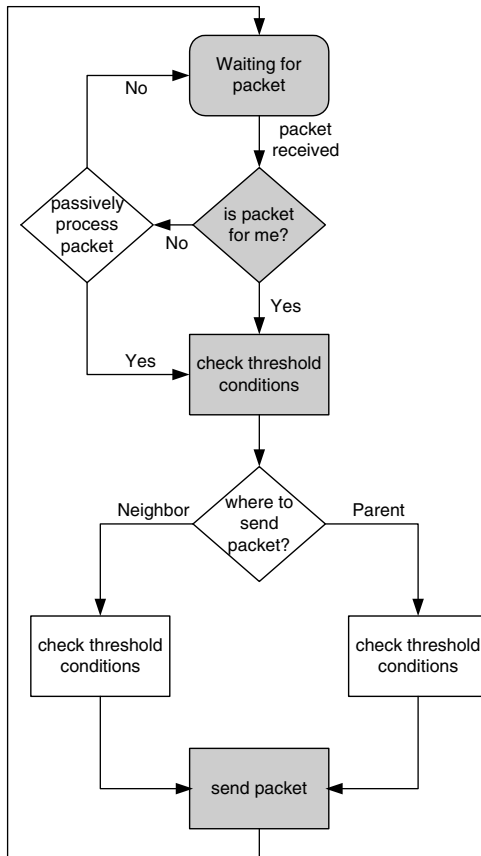 Waiting for
packet
No
packet
received
passively
process
packet
No
is packet
for me?
Yes
Yes
check threshold
conditions
Neighbor
where to
send
packet?
Parent
check threshold
conditions
check threshold
conditions
send packet